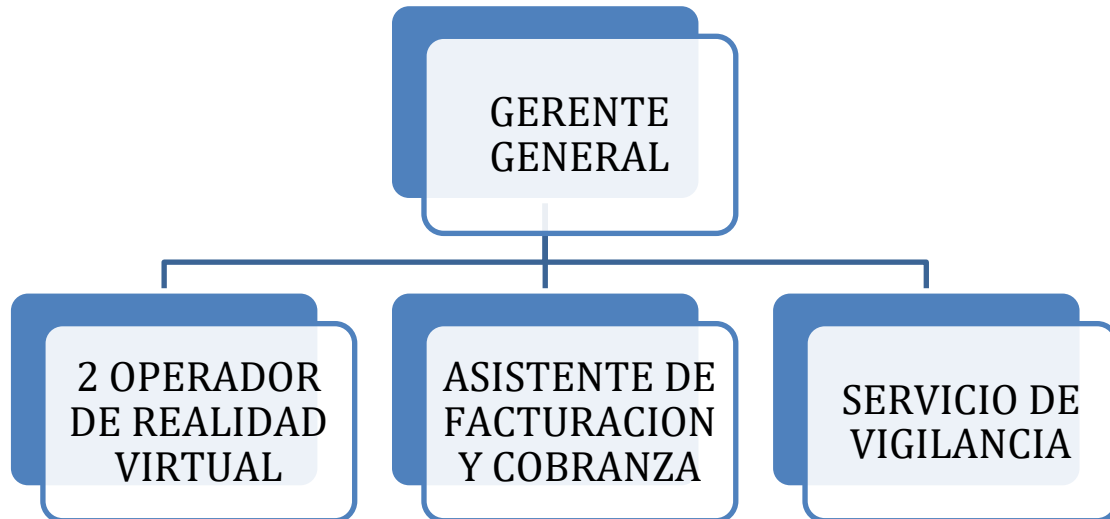 GERENTE
GENERAL
2 OPERADOR
DE REALIDAD
VIRTUAL
ASISTENTE DE
FACTURACION
Y COBRANZA
SERVICIO DE
VIGILANCIA